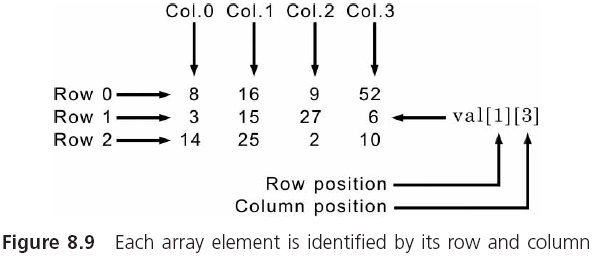 Col.0 Col.1 Col.2 Col.3
Row 0 8 16 9 52
Row 1 3 15 27 6 val[1][3]
Row 2 14 25 2 10
Row position
Column position
Figure 8.9 Each array element is identified by its row and column